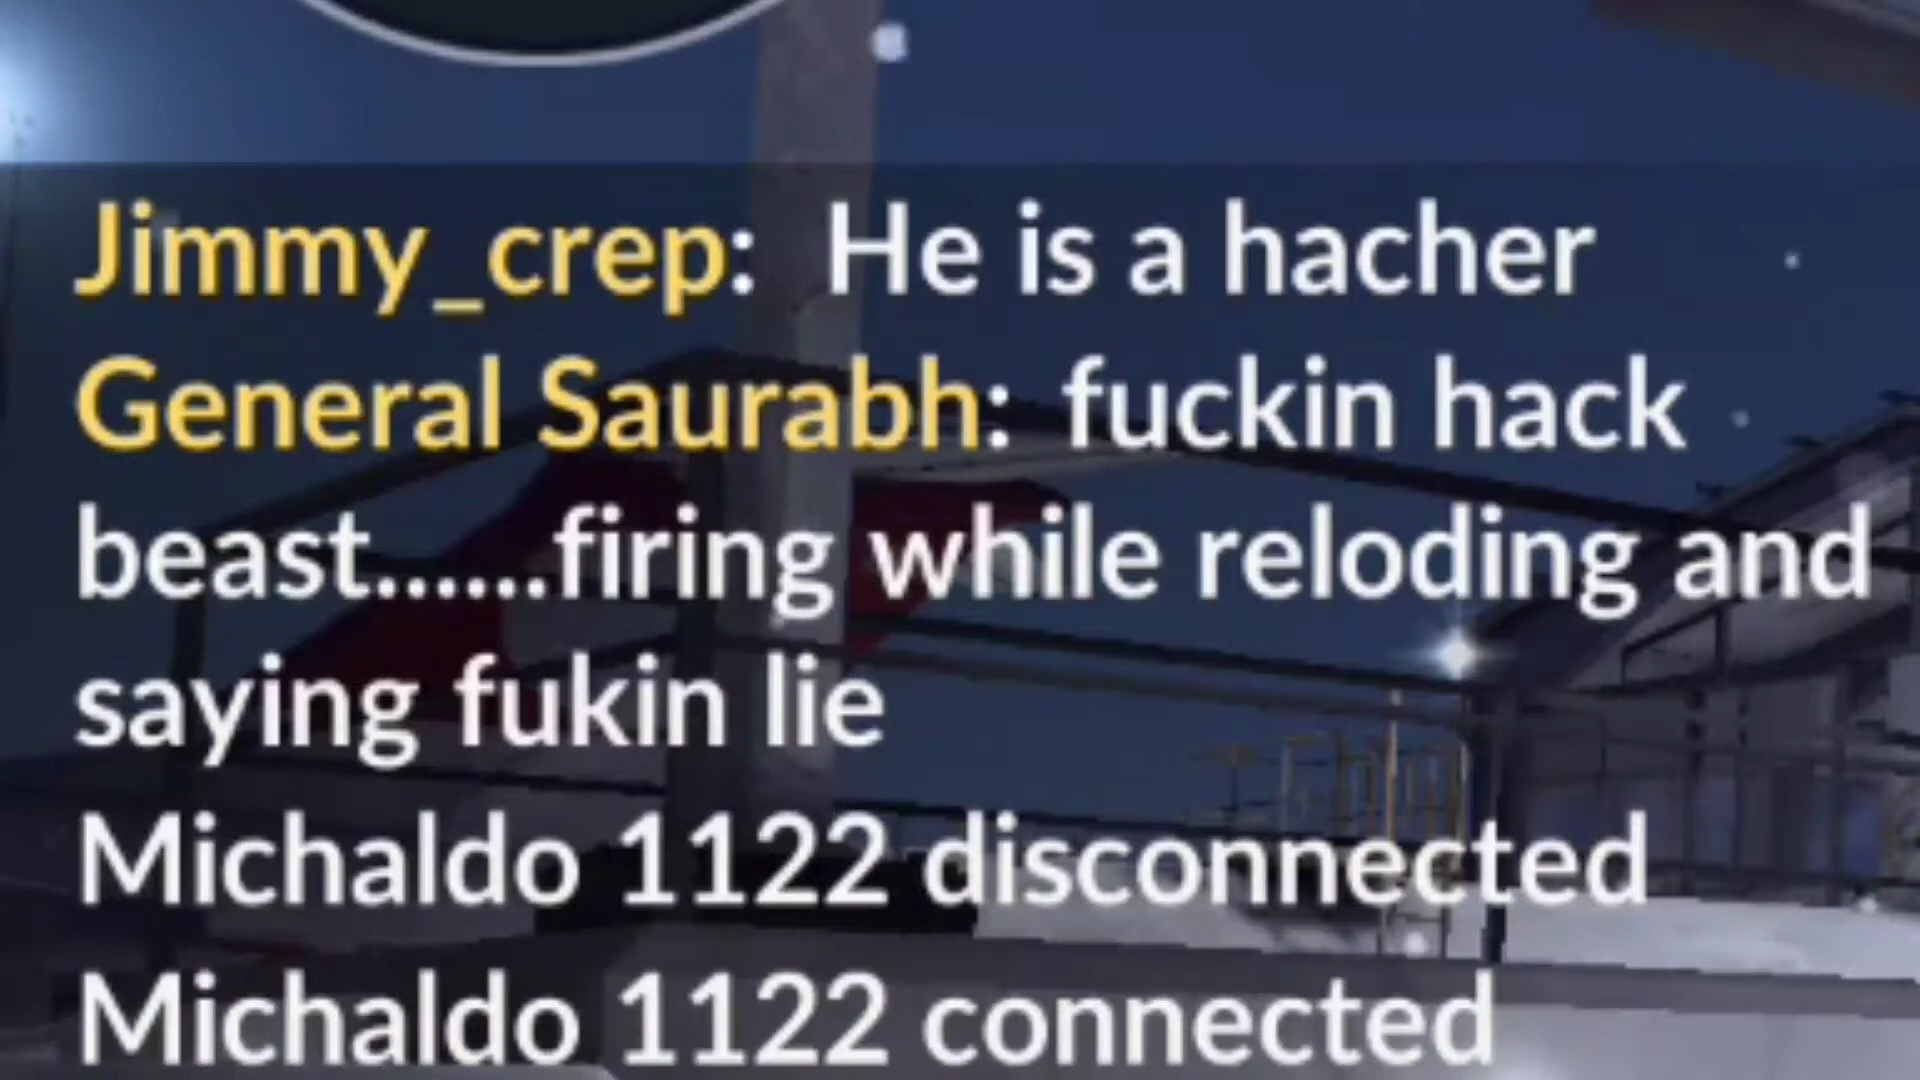 Jimmy_crep: He is a hacher
General Saurabh: fuckin hack
beast......firing while reloding and
saying fukin lie
Michaldo 1122 disconnected
Michaldo 1122 connected